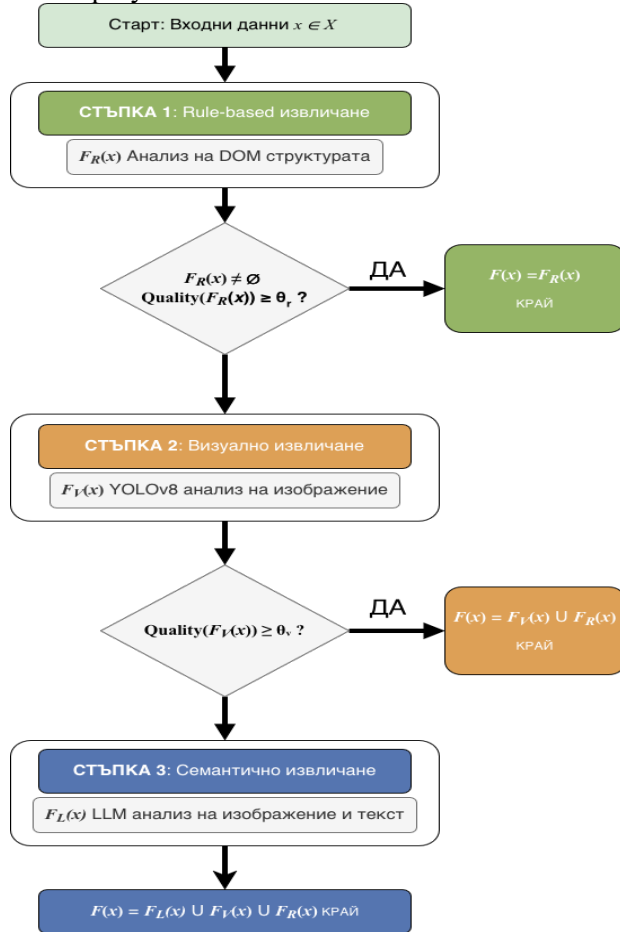 Старт: Входни данни x ∈ X
СТЪПКА 1: Rule-based извличане
F_R(x) Анализ на DOM структурата
F_R(x) ≠ ∅
Quality(F_R(x)) ≥ θ_r ?
ДА
F(x) =F_R(x)
КРАЙ
СТЪПКА 2: Визуално извличане
F_V(x) YOLOv8 анализ на изображение
Quality(F_V(x)) ≥ θ_v ?
ДА
F(x) = F_V(x) U F_R(x)
КРАЙ
СТЪПКА 3: Семантично извличане
F_L(x) LLM анализ на изображение и текст
F(x) = F_L(x) U F_V(x) U F_R(x) КРАЙ